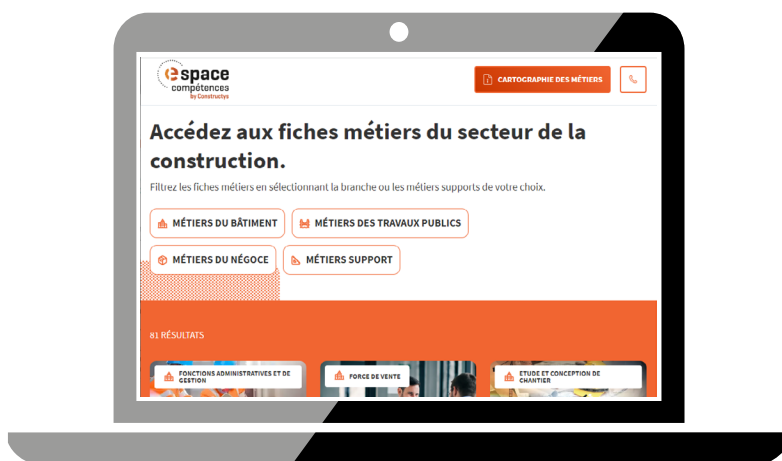 espace
compétences
by Constructys
CARTOGRAPHIE DES MÉTIERS
Accédez aux fiches métiers du secteur de la
construction.
Filtrez les fiches métiers en sélectionnant la branche ou les métiers supports de votre choix.
MÉTIERS DU BÂTIMENT
MÉTIERS DES TRAVAUX PUBLICS
MÉTIERS DU NÉGOCE
MÉTIERS SUPPORT
81 RÉSULTATS
FONCTIONS ADMINISTRATIVES ET DE
GESTION
FORCE DE VENTE
ETUDE ET CONCEPTION DE
CHANTIER